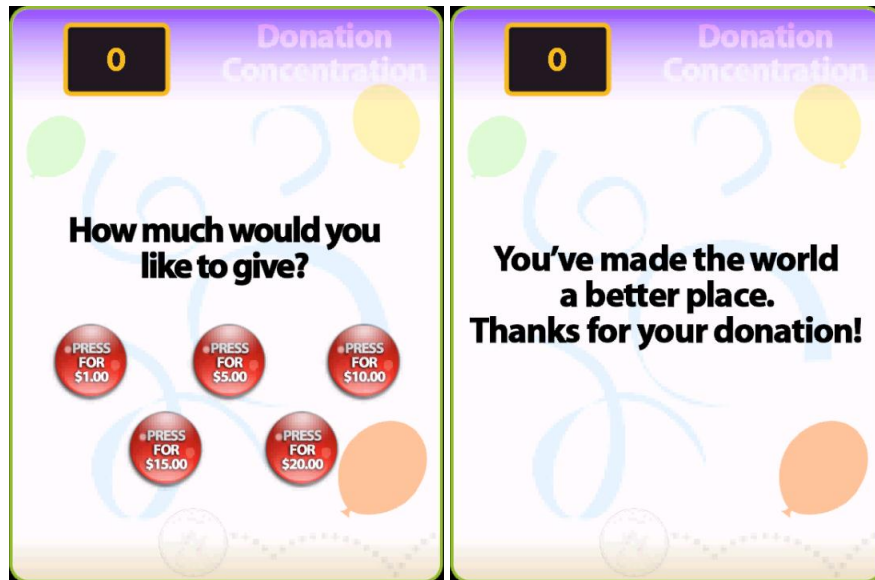 0
Donation
Concentration
How much would you
like to give?
PRESS
FOR
$1.00
PRESS
FOR
$5.00
PRESS
FOR
$10.00
PRESS
FOR
$15.00
PRESS
FOR
$20.00
0
Donation
Concentration
You've made the world
a better place.
Thanks for your donation!